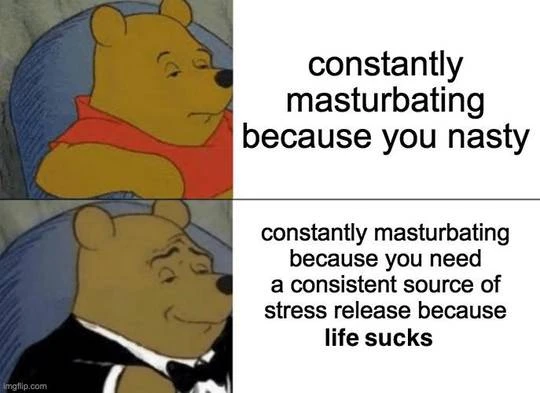 constantly
masturbating
because you nasty
constantly masturbating
because you need
a consistent source of
stress release because
life sucks
imgflip.com